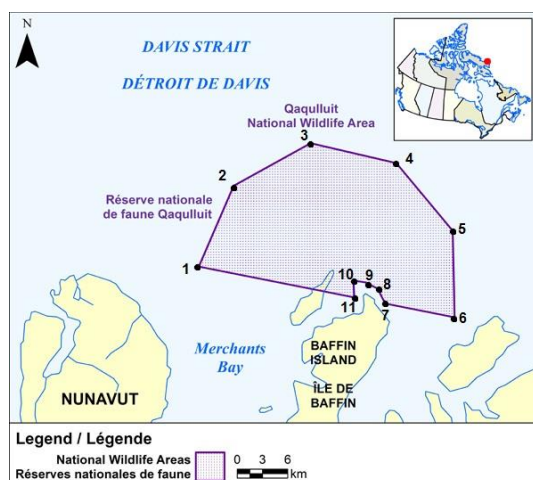 N
DAVIS STRAIT
DÉTROIT DE DAVIS
Qaqulluit
National Wildlife Area
3
4
2
Réserve nationale
de faune Qaqulluit
5
1
10
9
8
11
7
6
Merchants
Bay
BAFFIN
ISLAND
ÎLE DE
BAFFIN
NUNAVUT
Legend / Légende
National Wildlife Areas
Réserves nationales de faune
0 3 6
km